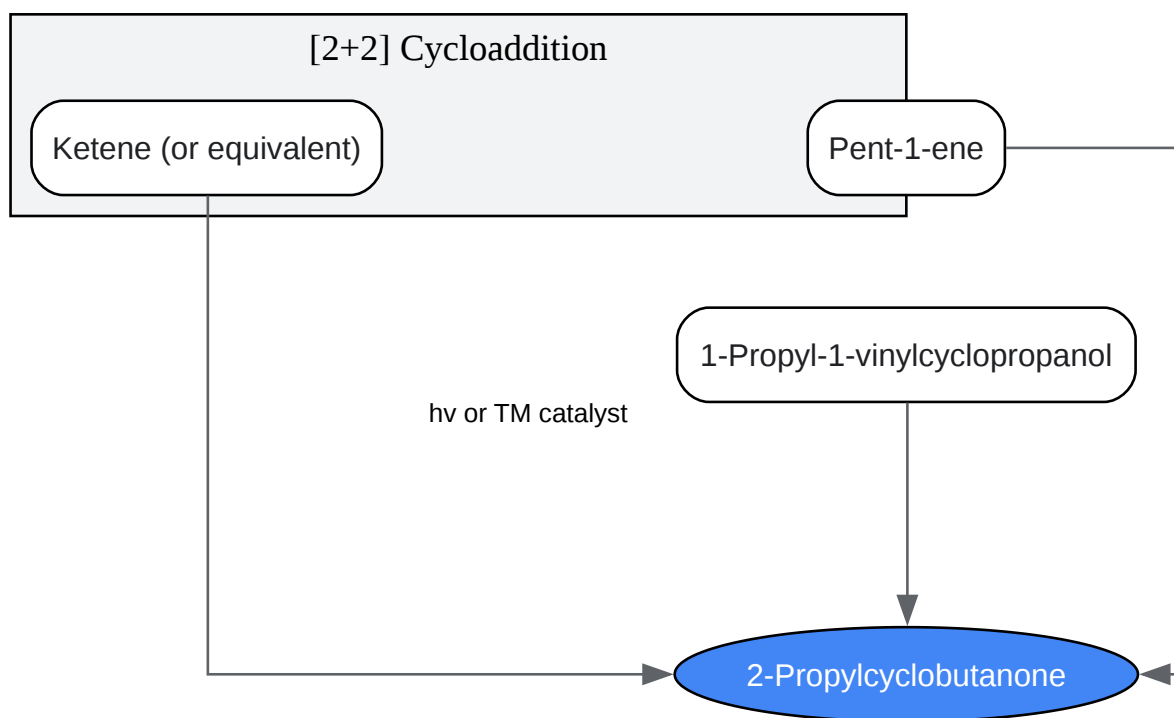 [2+2] Cycloaddition
Ketene (or equivalent)
Pent-1-ene
1-Propyl-1-vinylcyclopropanol
hv or TM catalyst
2-Propylcyclobutanone